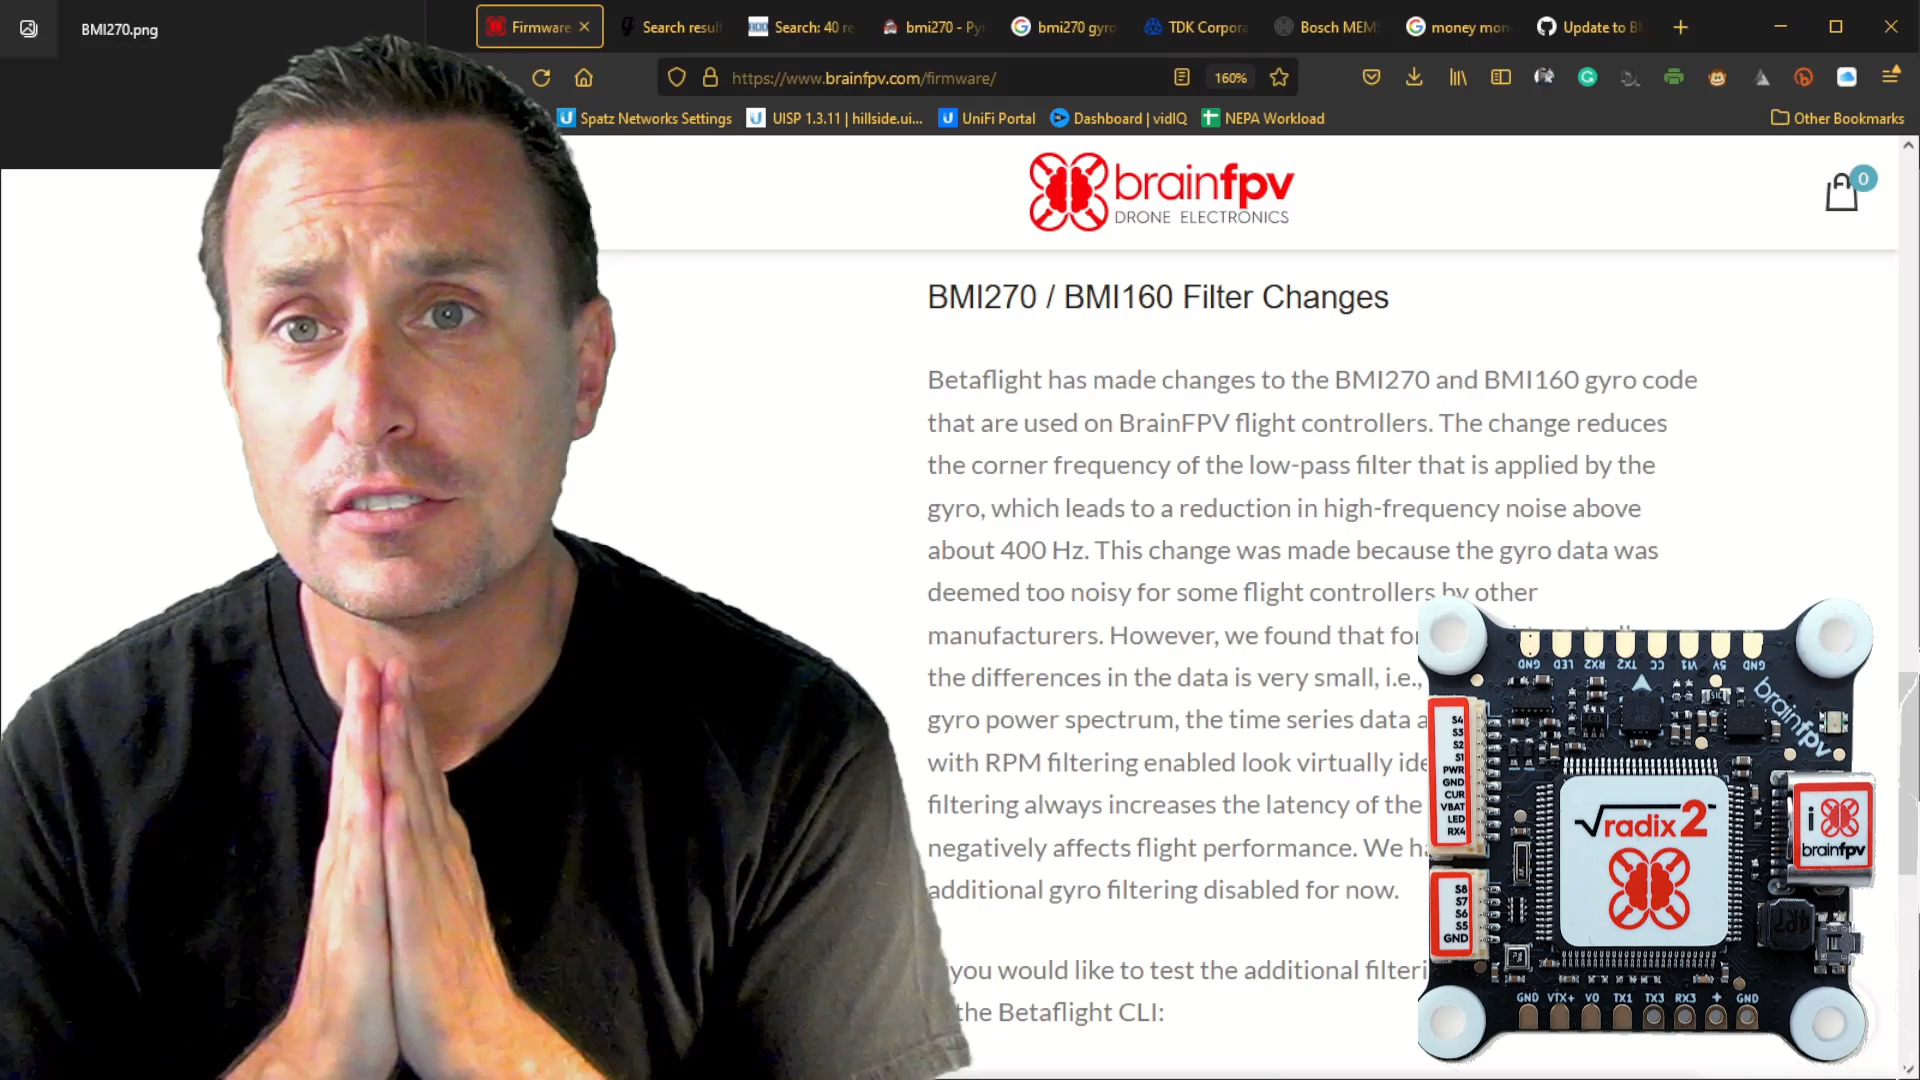 BMI270.png
Firmware
Search resul
Search: 40 re
bmi270 - Py
bmi270 gyro
TDK Corpora
Bosch MEMS
money mon
Update to B
https://www.brainfpv.com/firmware/
160%
Spatz Networks Settings
UISP 1.3.11 | hillside.ui...
UniFi Portal
Dashboard | vidIQ
NEPA Workload
Other Bookmarks
brainfpv
DRONE ELECTRONICS
0
BMI270 / BMI160 Filter Changes
Betaflight has made changes to the BMI270 and BMI160 gyro code
that are used on BrainFPV flight controllers. The change reduces
the corner frequency of the low-pass filter that is applied by the
gyro, which leads to a reduction in high-frequency noise above
about 400 Hz. This change was made because the gyro data was
deemed too noisy for some flight controllers by other
manufacturers. However, we found that for
the differences in the data is very small, i.e.,
gyro power spectrum, the time series data a
with RPM filtering enabled look virtually ide
filtering always increases the latency of the
negatively affects flight performance. We ha
additional gyro filtering disabled for now.
you would like to test the additional filteri
the Betaflight CLI:
GND LED RX2 TX2 CC VI1 5V GND
brainfpv
S4
S3
S2
S1
PWR
GND
CUR
VBAT
LED
RX4
S8
S7
S6
S5
GND
√radix 2
i
brainfpv
4R7
GND VTX+ VO TX1 TX3 RX3 + GND